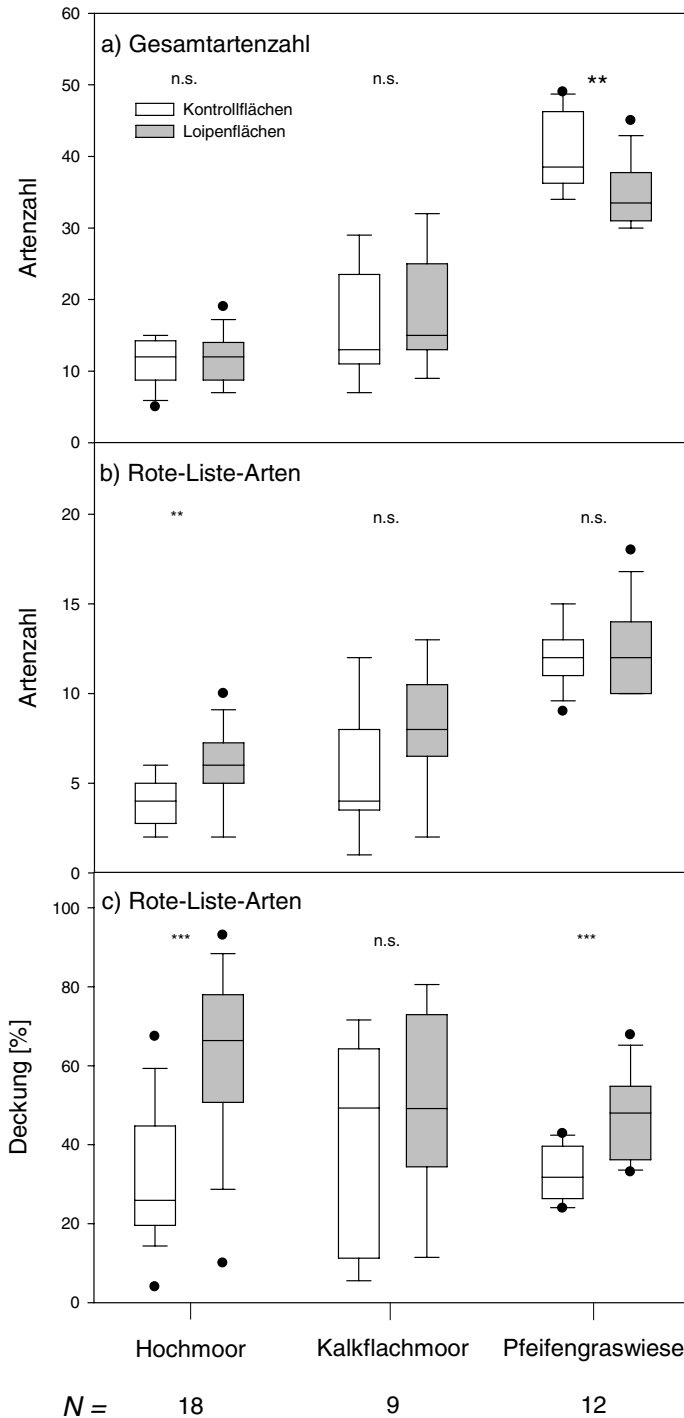 60
a) Gesamtartenzahl
n.s. n.s. **
50
Kontrollflächen
Loipenflächen
40
Artenzahl
30
20
10
0
b) Rote-Liste-Arten
** n.s. n.s.
20
15
Artenzahl
10
5
0
100
c) Rote-Liste-Arten
*** n.s. ***
80
60
Deckung [%]
40
20
0
Hochmoor Kalkflachmoor Pfeifengraswiese
N = 18 9 12